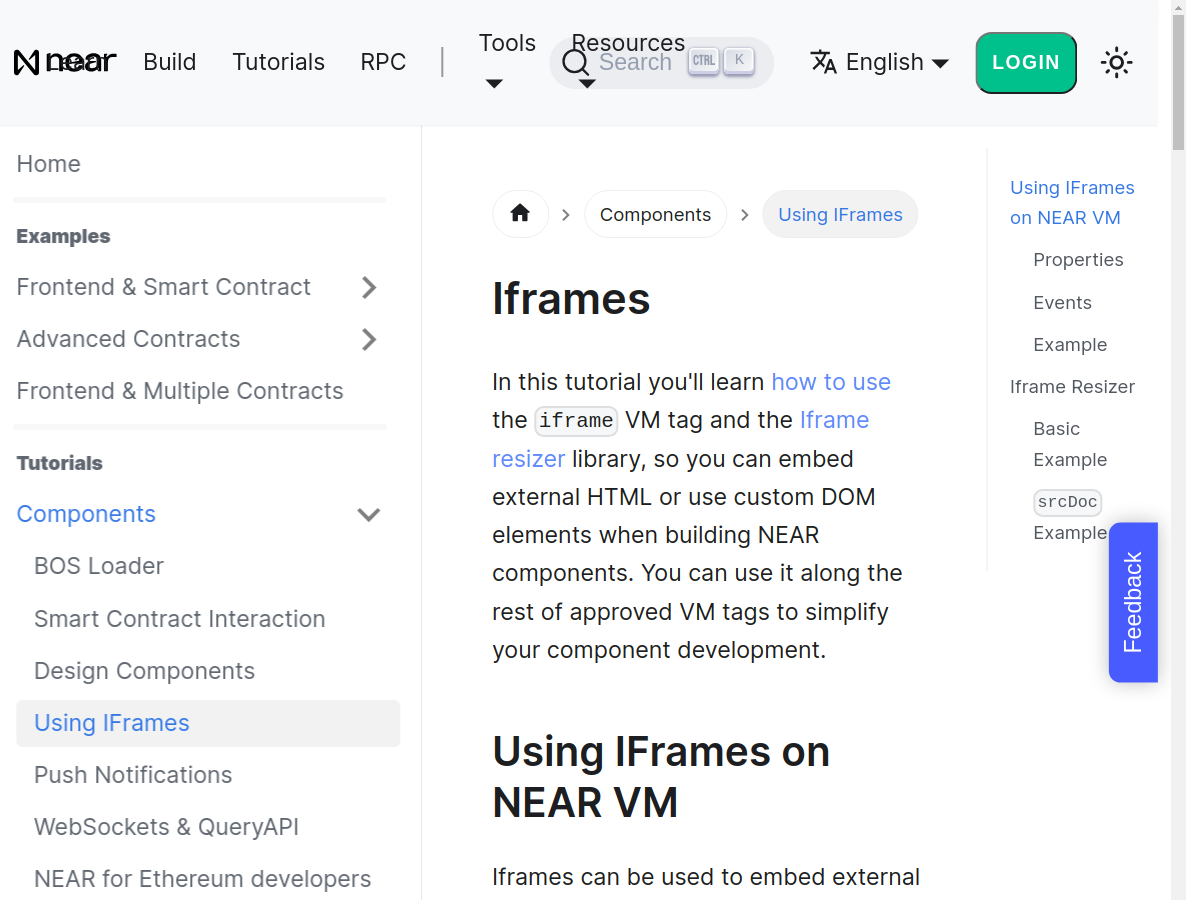 near
Learn
Build
Tutorials
RPC
Tools
Resources
Search
CTRL
K
English
LOGIN
Home
Examples
Frontend & Smart Contract
Advanced Contracts
Frontend & Multiple Contracts
Tutorials
Components
BOS Loader
Smart Contract Interaction
Design Components
Using IFrames
Push Notifications
WebSockets & QueryAPI
NEAR for Ethereum developers
Components
Using IFrames
Iframes
In this tutorial you'll learn how to use
the iframe VM tag and the Iframe
resizer library, so you can embed
external HTML or use custom DOM
elements when building NEAR
components. You can use it along the
rest of approved VM tags to simplify
your component development.
Using IFrames on
NEAR VM
Iframes can be used to embed external
Using IFrames
on NEAR VM
Properties
Events
Example
Iframe Resizer
Basic
Example
srcDoc
Example
Feedback